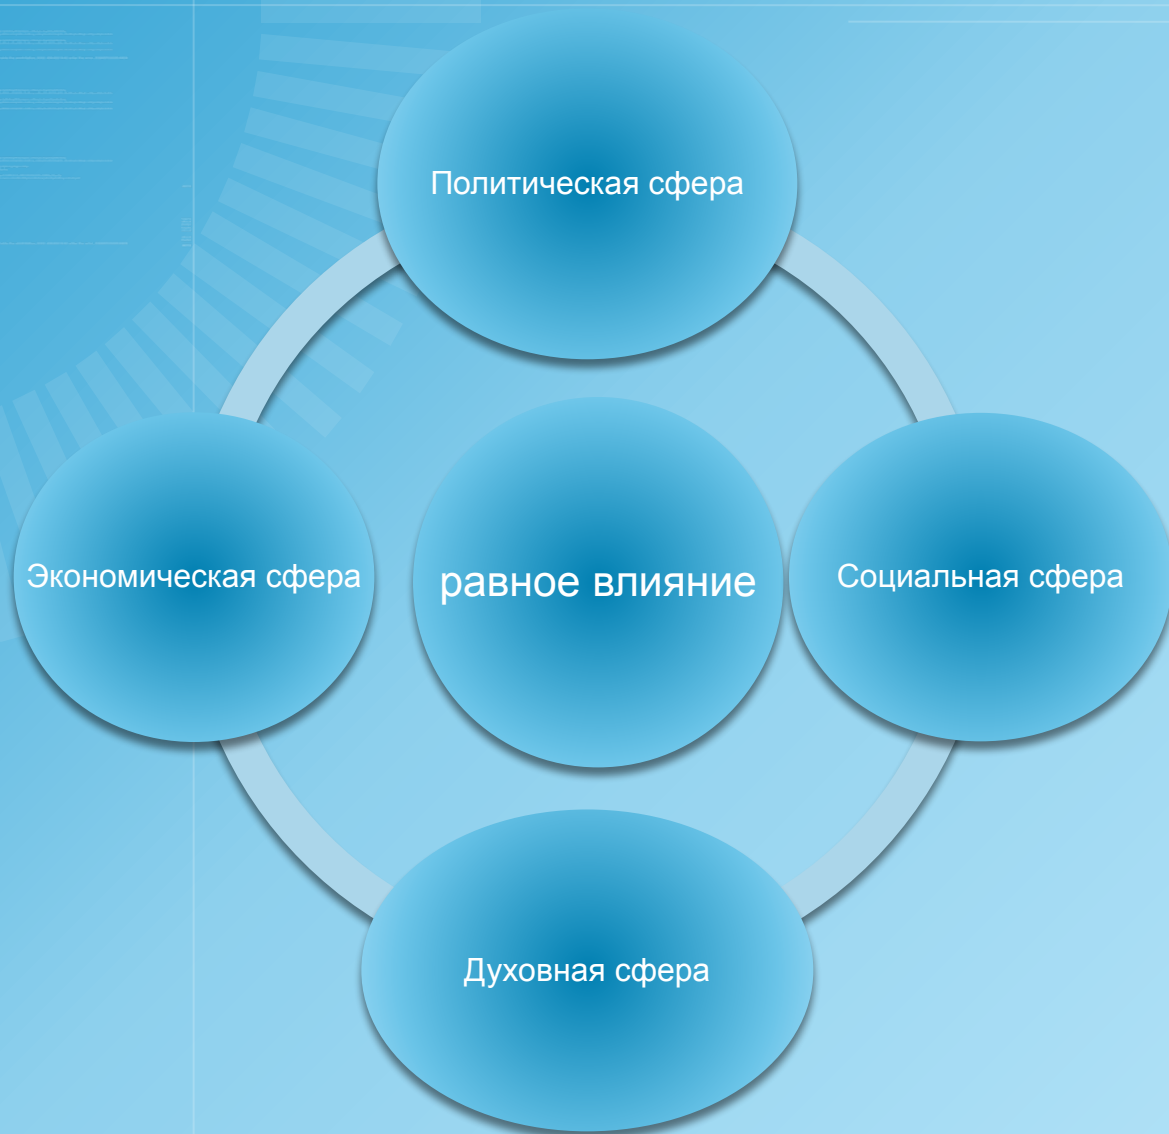 Политическая сфера
Экономическая сфера
равное влияние
Социальная сфера
Духовная сфера